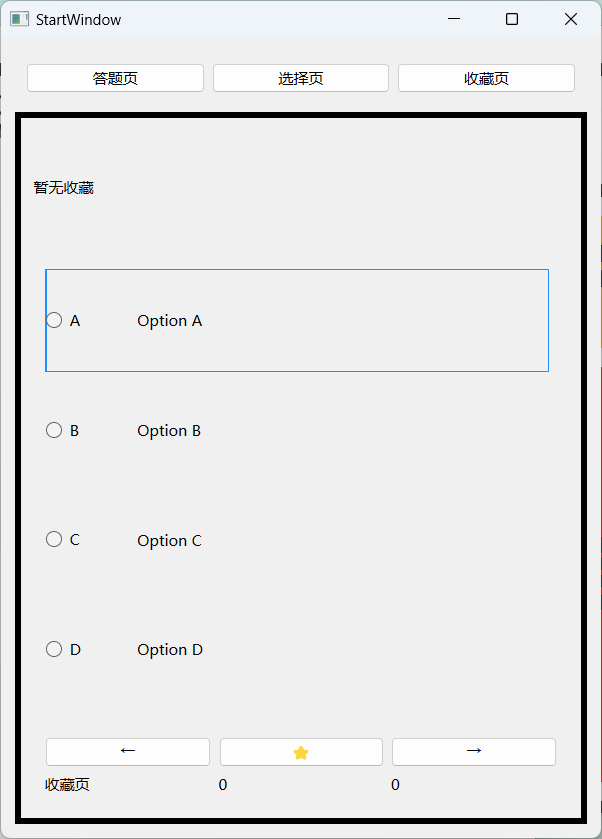 StartWindow
答题页 选择页 收藏页
暂无收藏
A Option A
B Option B
C Option C
D Option D
← →
收藏页 0 0